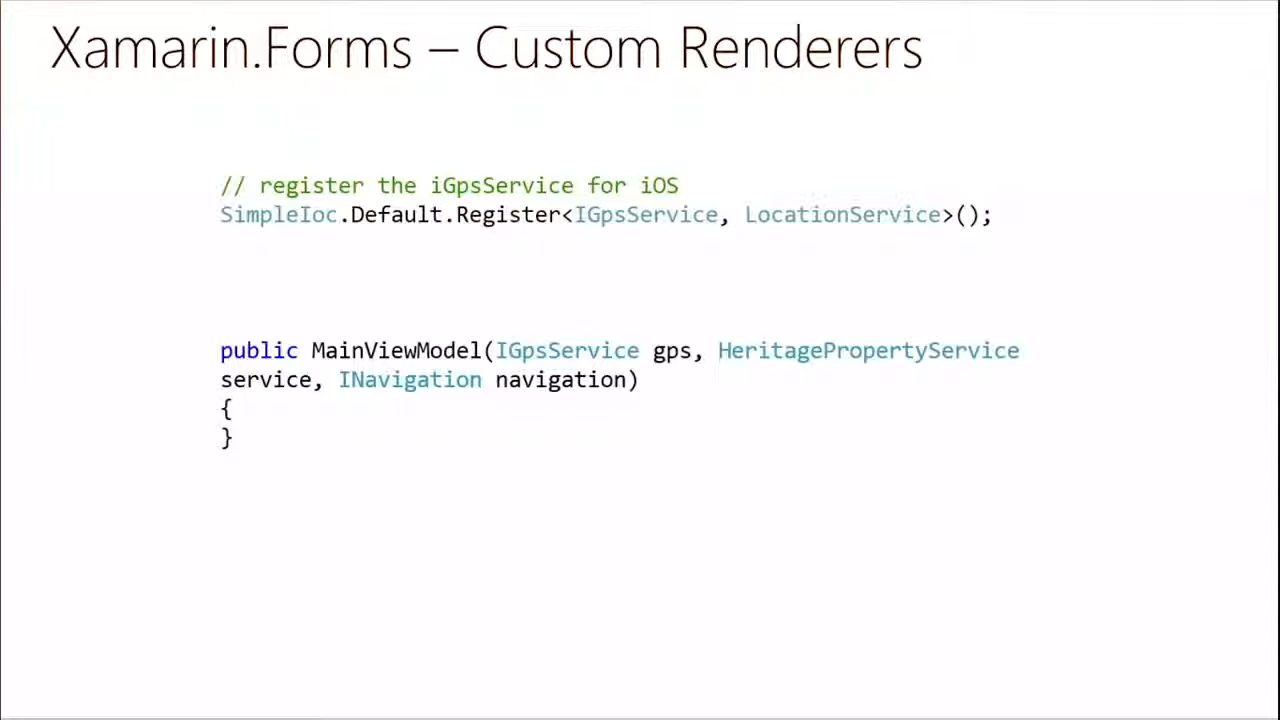 Xamarin.Forms – Custom Renderers
// register the iGpsService for iOS
SimpleIoc.Default.Register<IGpsService, LocationService>();
public MainViewModel(IGpsService gps, HeritagePropertyService
service, INavigation navigation)
{
}